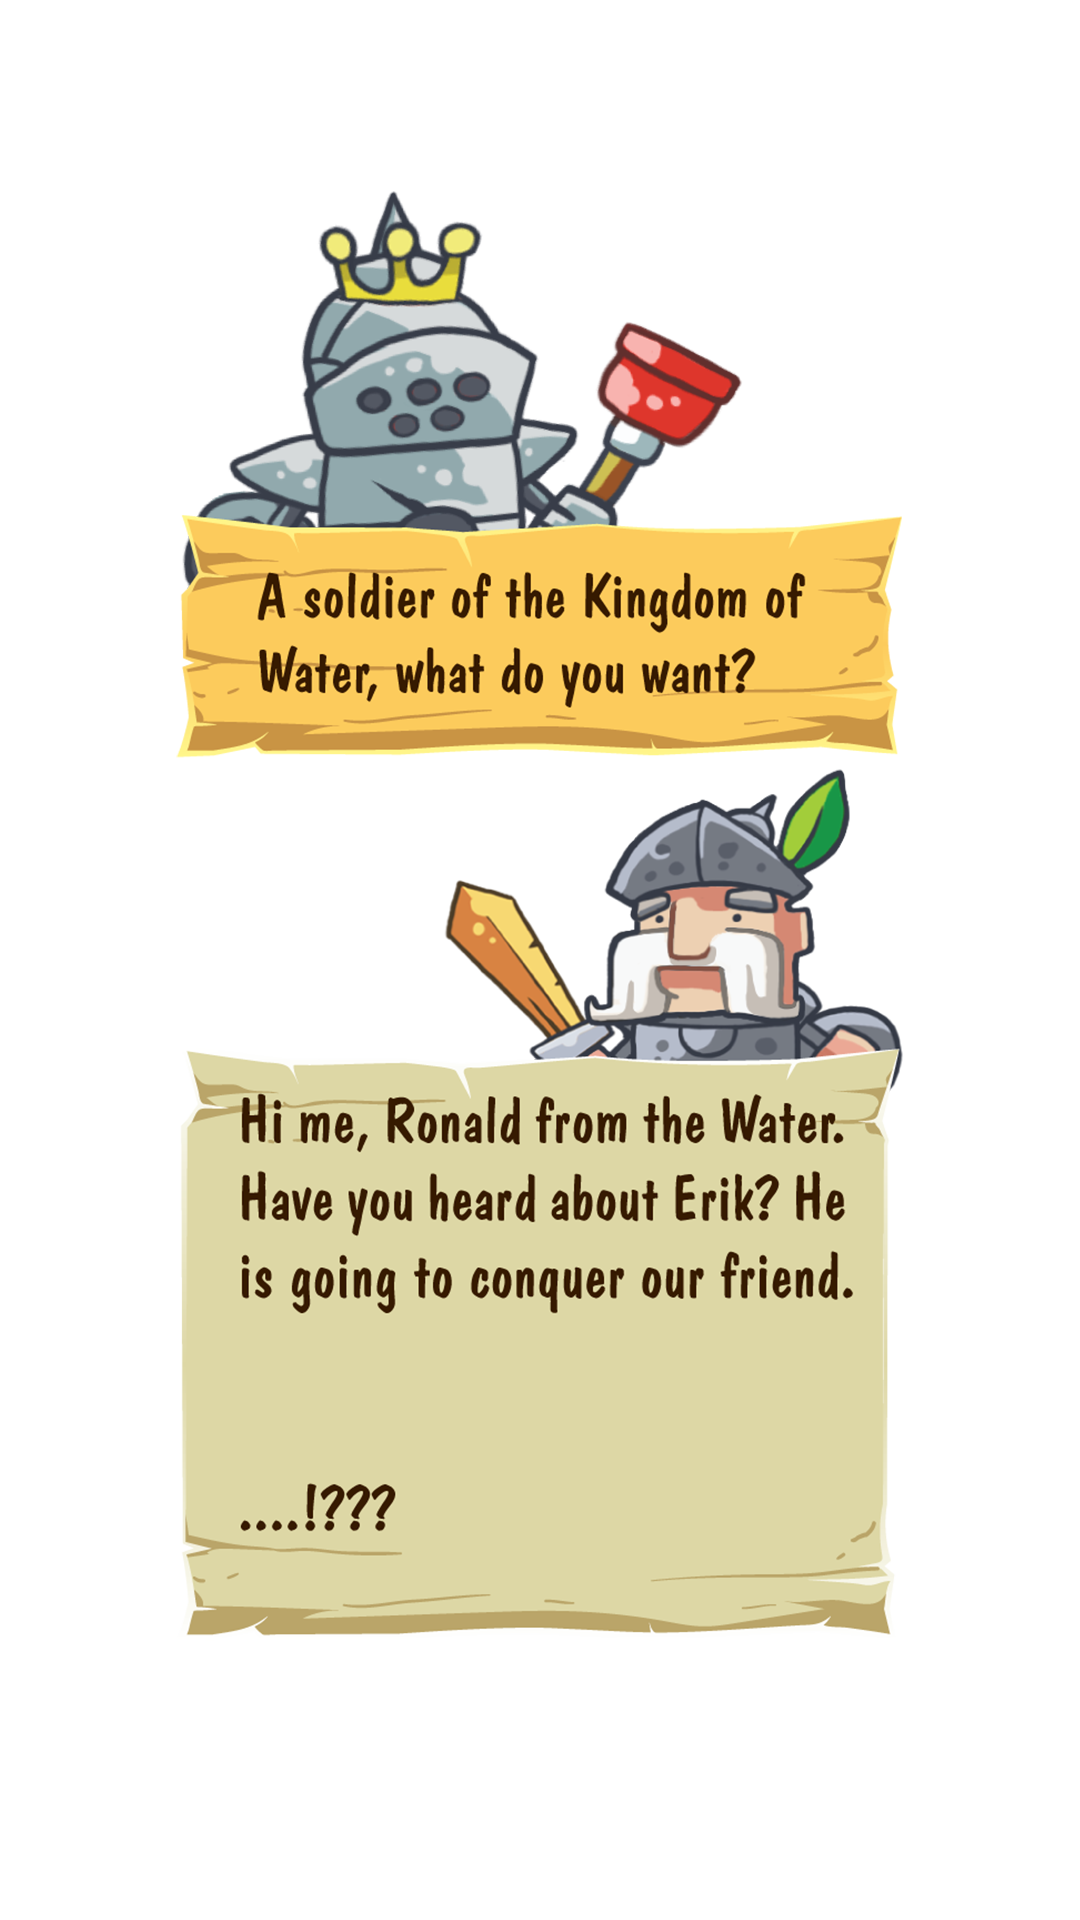 A soldier of the Kingdom of
Water, what do you want?
Hi me, Ronald from the Water.
Have you heard about Erik? He
is going to conquer our friend.
....!???